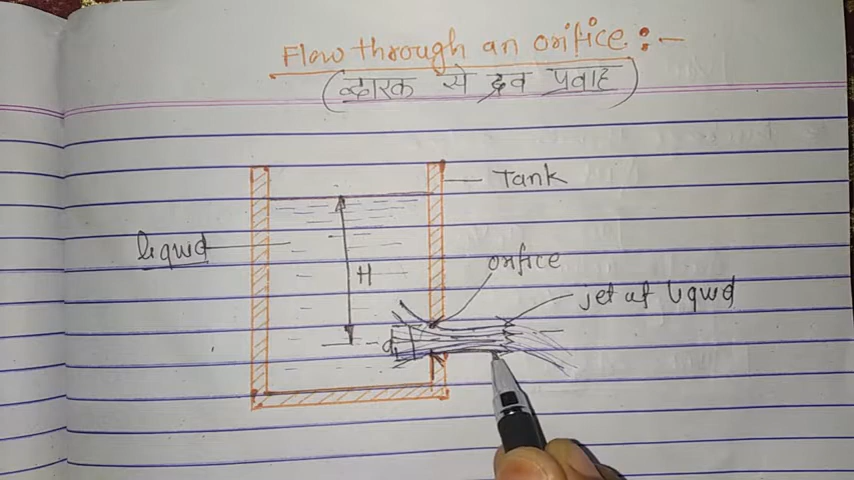 Flow through an orifice :-
(द्वारक से द्रव प्रवाह)
Tank
liquid
orifice
H
jet of liquid
d